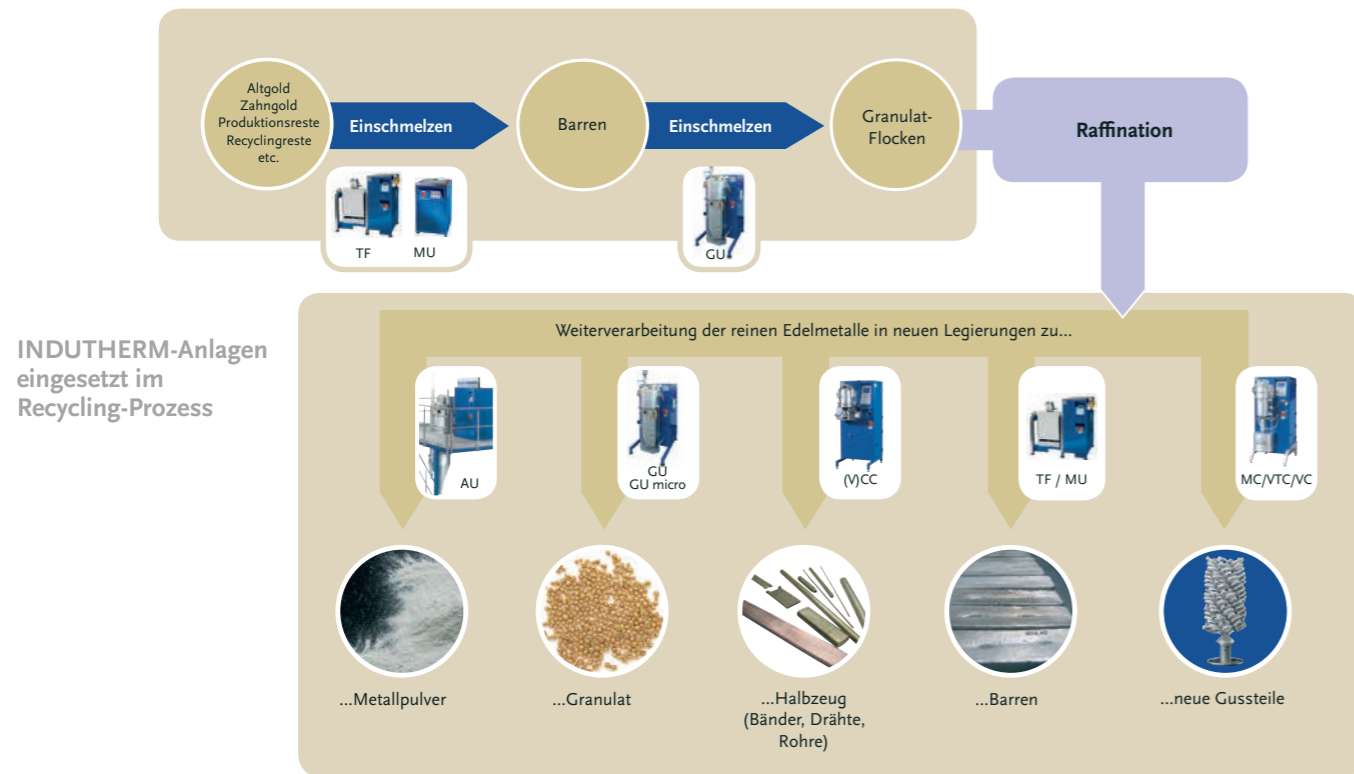 Altgold
Zahngold
Produktionsreste
Recyclingreste
etc.
Einschmelzen
Barren
Einschmelzen
Granulat-
Flocken
Raffination
TF
MU
GU
INDUTHERM-Anlagen
eingesetzt im
Recycling-Prozess
Weiterverarbeitung der reinen Edelmetalle in neuen Legierungen zu...
AU
GU
GU micro
(V)CC
TF / MU
MC/VTC/VC
...Metallpulver
...Granulat
...Halbzeug
(Bänder, Drähte,
Rohre)
...Barren
...neue Gussteile